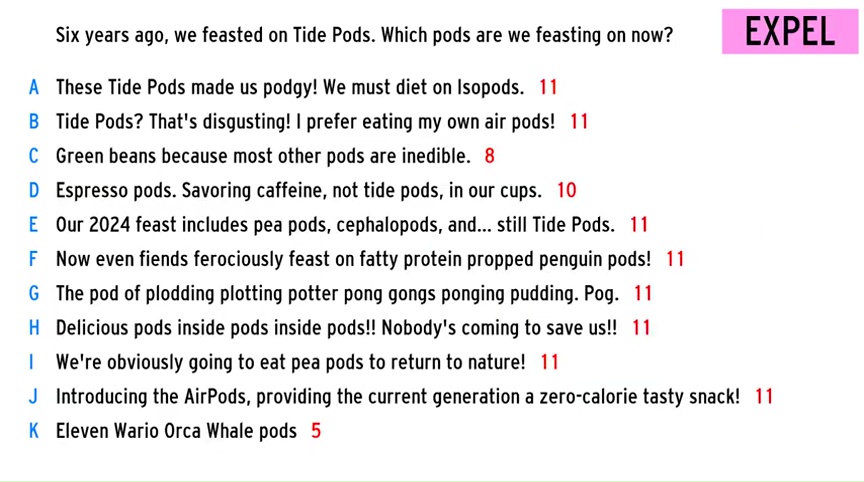 Six years ago, we feasted on Tide Pods. Which pods are we feasting on now?
EXPEL
A These Tide Pods made us podgy! We must diet on Isopods. 11
B Tide Pods? That's disgusting! I prefer eating my own air pods! 11
C Green beans because most other pods are inedible. 8
D Espresso pods. Savoring caffeine, not tide pods, in our cups. 10
E Our 2024 feast includes pea pods, cephalopods, and... still Tide Pods. 11
F Now even fiends ferociously feast on fatty protein propped penguin pods! 11
G The pod of plodding plotting potter pong gongs ponging pudding. Pog. 11
H Delicious pods inside pods inside pods!! Nobody's coming to save us!! 11
I We're obviously going to eat pea pods to return to nature! 11
J Introducing the AirPods, providing the current generation a zero-calorie tasty snack! 11
K Eleven Wario Orca Whale pods 5